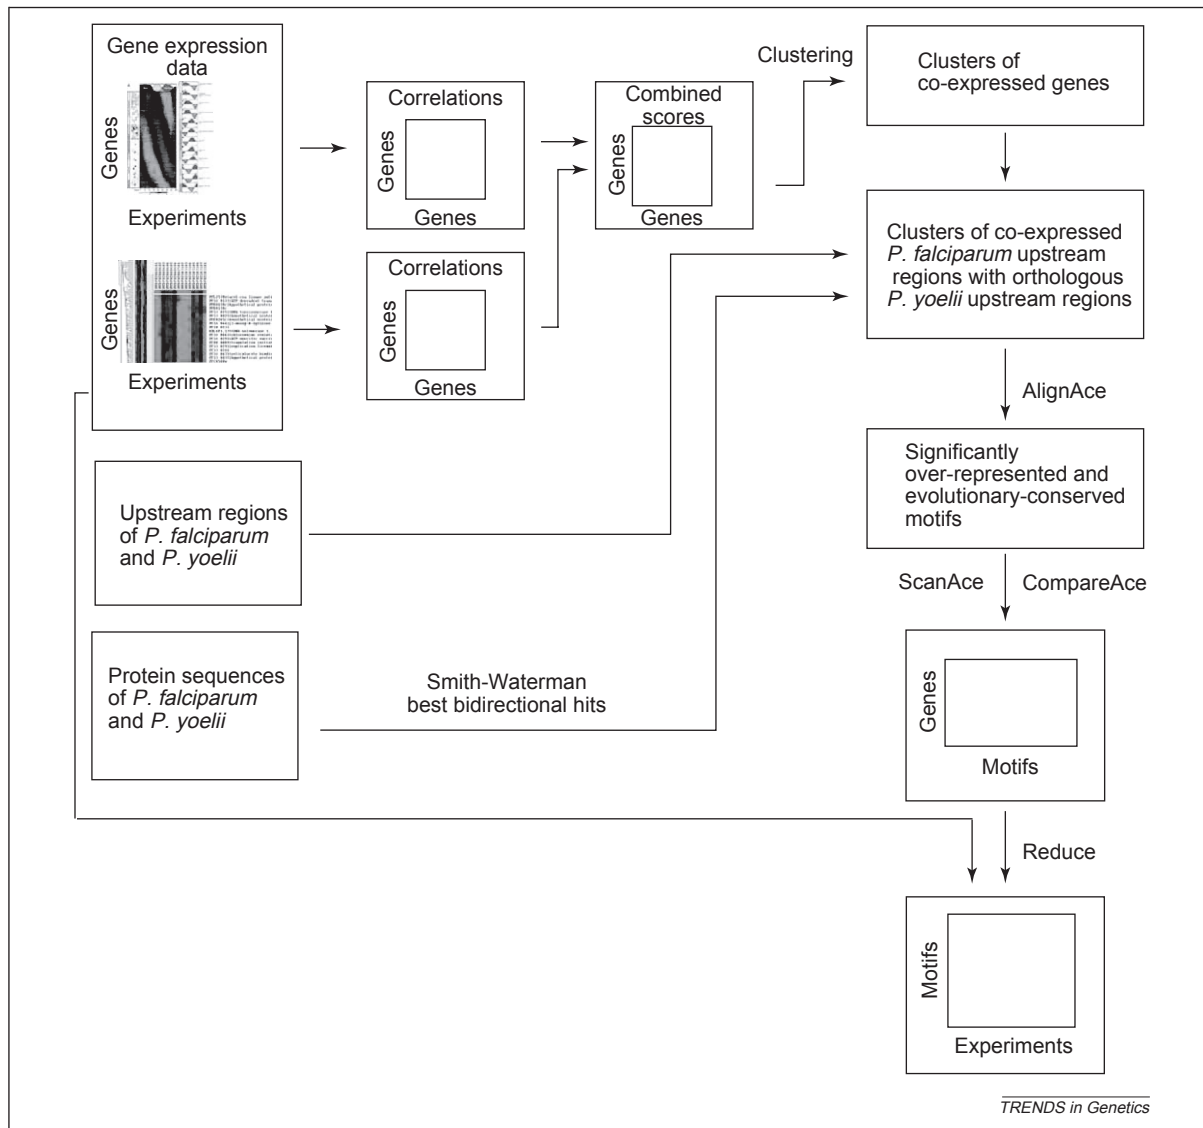 Gene expression
data
Genes
Experiments
Genes
Experiments
Correlations
Genes
Genes
Correlations
Genes
Genes
Combined
scores
Genes
Genes
Clustering
Clusters of
co-expressed genes
Clusters of co-expressed
P. falciparum upstream
regions with orthologous
P. yoelii upstream regions
AlignAce
Significantly
over-represented and
evolutionary-conserved
motifs
ScanAce
CompareAce
Upstream regions
of P. falciparum
and P. yoelii
Protein sequences
of P. falciparum
and P. yoelii
Smith-Waterman
best bidirectional hits
Genes
Motifs
Reduce
Motifs
Experiments
TRENDS in Genetics